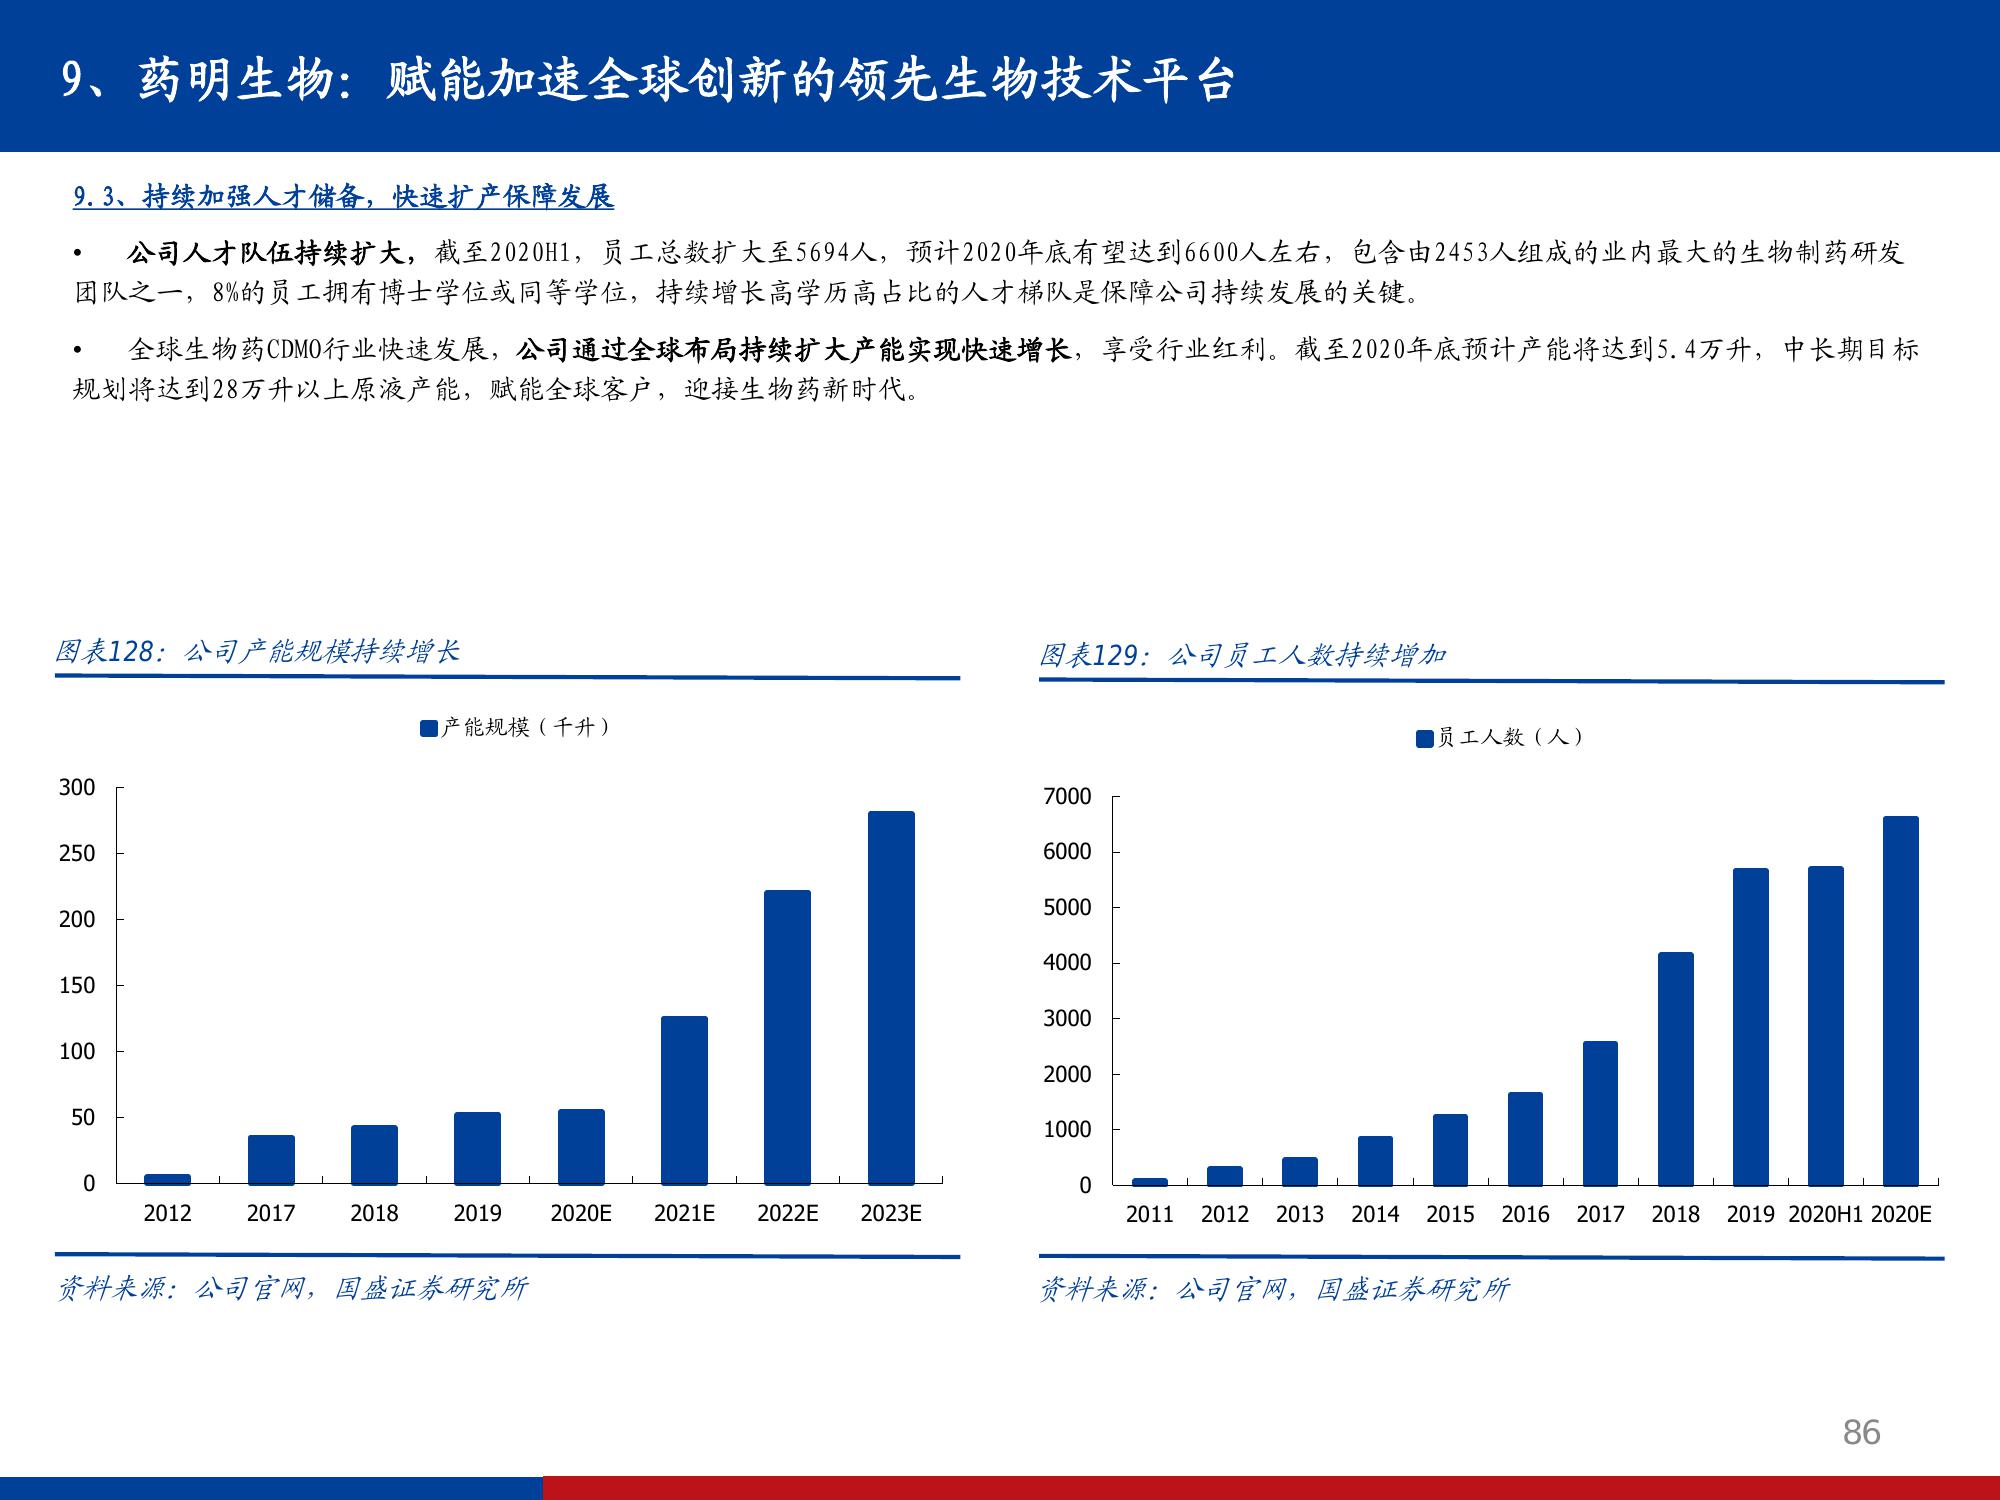 9、药明生物：赋能加速全球创新的领先生物技术平台
9.3、持续加强人才储备，快速扩产保障发展
• 公司人才队伍持续扩大，截至2020H1，员工总数扩大至5694人，预计2020年底有望达到6600人左右，包含由2453人组成的业内最大的生物制药研发
团队之一，8%的员工拥有博士学位或同等学位，持续增长高学历高占比的人才梯队是保障公司持续发展的关键。
• 全球生物药CDMO行业快速发展，公司通过全球布局持续扩大产能实现快速增长，享受行业红利。截至2020年底预计产能将达到5.4万升，中长期目标
规划将达到28万升以上原液产能，赋能全球客户，迎接生物药新时代。
图表128：公司产能规模持续增长
产能规模（千升）
300
250
200
150
100
50
0
2012 2017 2018 2019 2020E 2021E 2022E 2023E
资料来源：公司官网，国盛证券研究所
图表129：公司员工人数持续增加
员工人数（人）
7000
6000
5000
4000
3000
2000
1000
0
2011 2012 2013 2014 2015 2016 2017 2018 2019 2020H1 2020E
资料来源：公司官网，国盛证券研究所
86